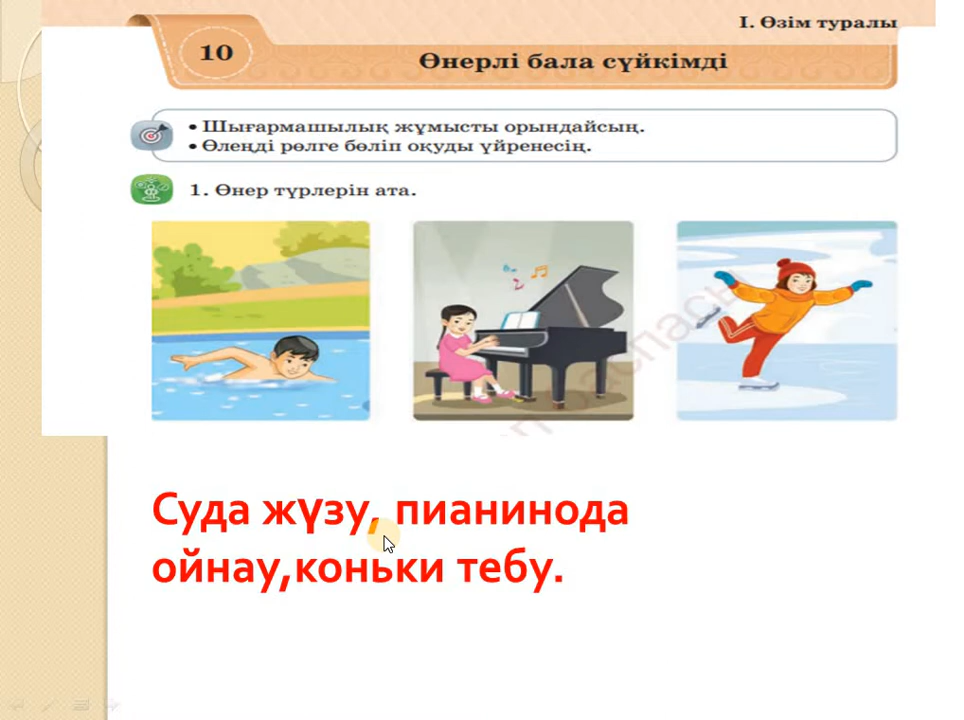 І. Өзім туралы
10
Өнерлі бала сүйкімді
• Шығармашылық жұмысты орындайсың.
• Өлеңді рөлге бөліп оқуды үйренесің.
1. Өнер түрлерін ата.
Суда жүзу, пианинода
ойнау,коньки тебу.